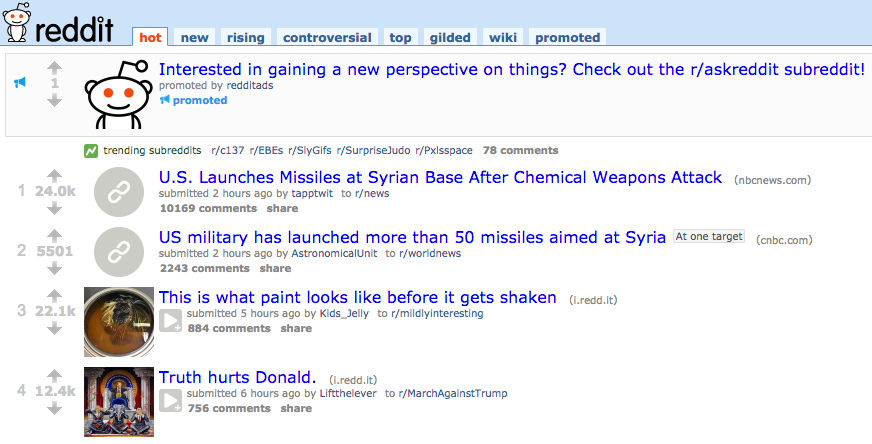 reddit hot new rising controversial top gilded wiki promoted
Interested in gaining a new perspective on things? Check out the r/askreddit subreddit!
1
promoted by redditads
promoted
trending subreddits r/c137 r/EBEs r/SlyGifs r/SurpriseJudo r/PxIsspace 78 comments
U.S. Launches Missiles at Syrian Base After Chemical Weapons Attack (nbcnews.com)
1 24.0k submitted 2 hours ago by tapptwit to r/news
10169 comments share
US military has launched more than 50 missiles aimed at Syria At one target (cnbc.com)
2 5501 submitted 2 hours ago by AstronomicalUnit to r/worldnews
2243 comments share
This is what paint looks like before it gets shaken (i.redd.it)
3 22.1k submitted 5 hours ago by Kids_Jelly to r/mildlyinteresting
884 comments share
Truth hurts Donald. (i.redd.it)
4 12.4k submitted 6 hours ago by Liftthelever to r/MarchAgainstTrump
756 comments share